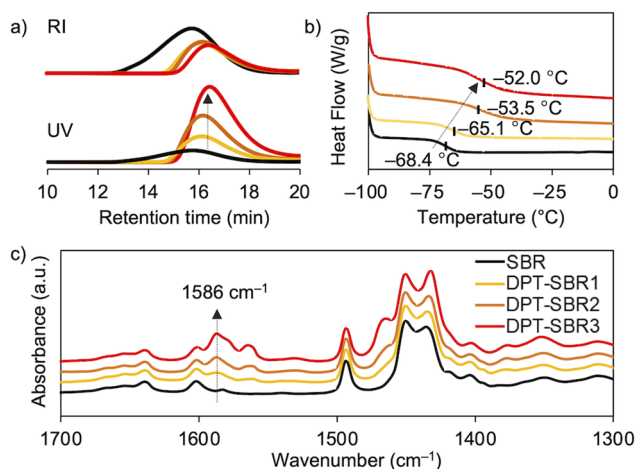 a)
RI
UV
10 12 14 16 18 20
Retention time (min)
b)
Heat Flow (W/g)
–52.0 °C
–53.5 °C
–65.1 °C
–68.4 °C
-100 -75 -50 -25 0
Temperature (°C)
c)
Absorbance (a.u.)
1586 cm–1
SBR
DPT-SBR1
DPT-SBR2
DPT-SBR3
1700 1600 1500 1400 1300
Wavenumber (cm–1)